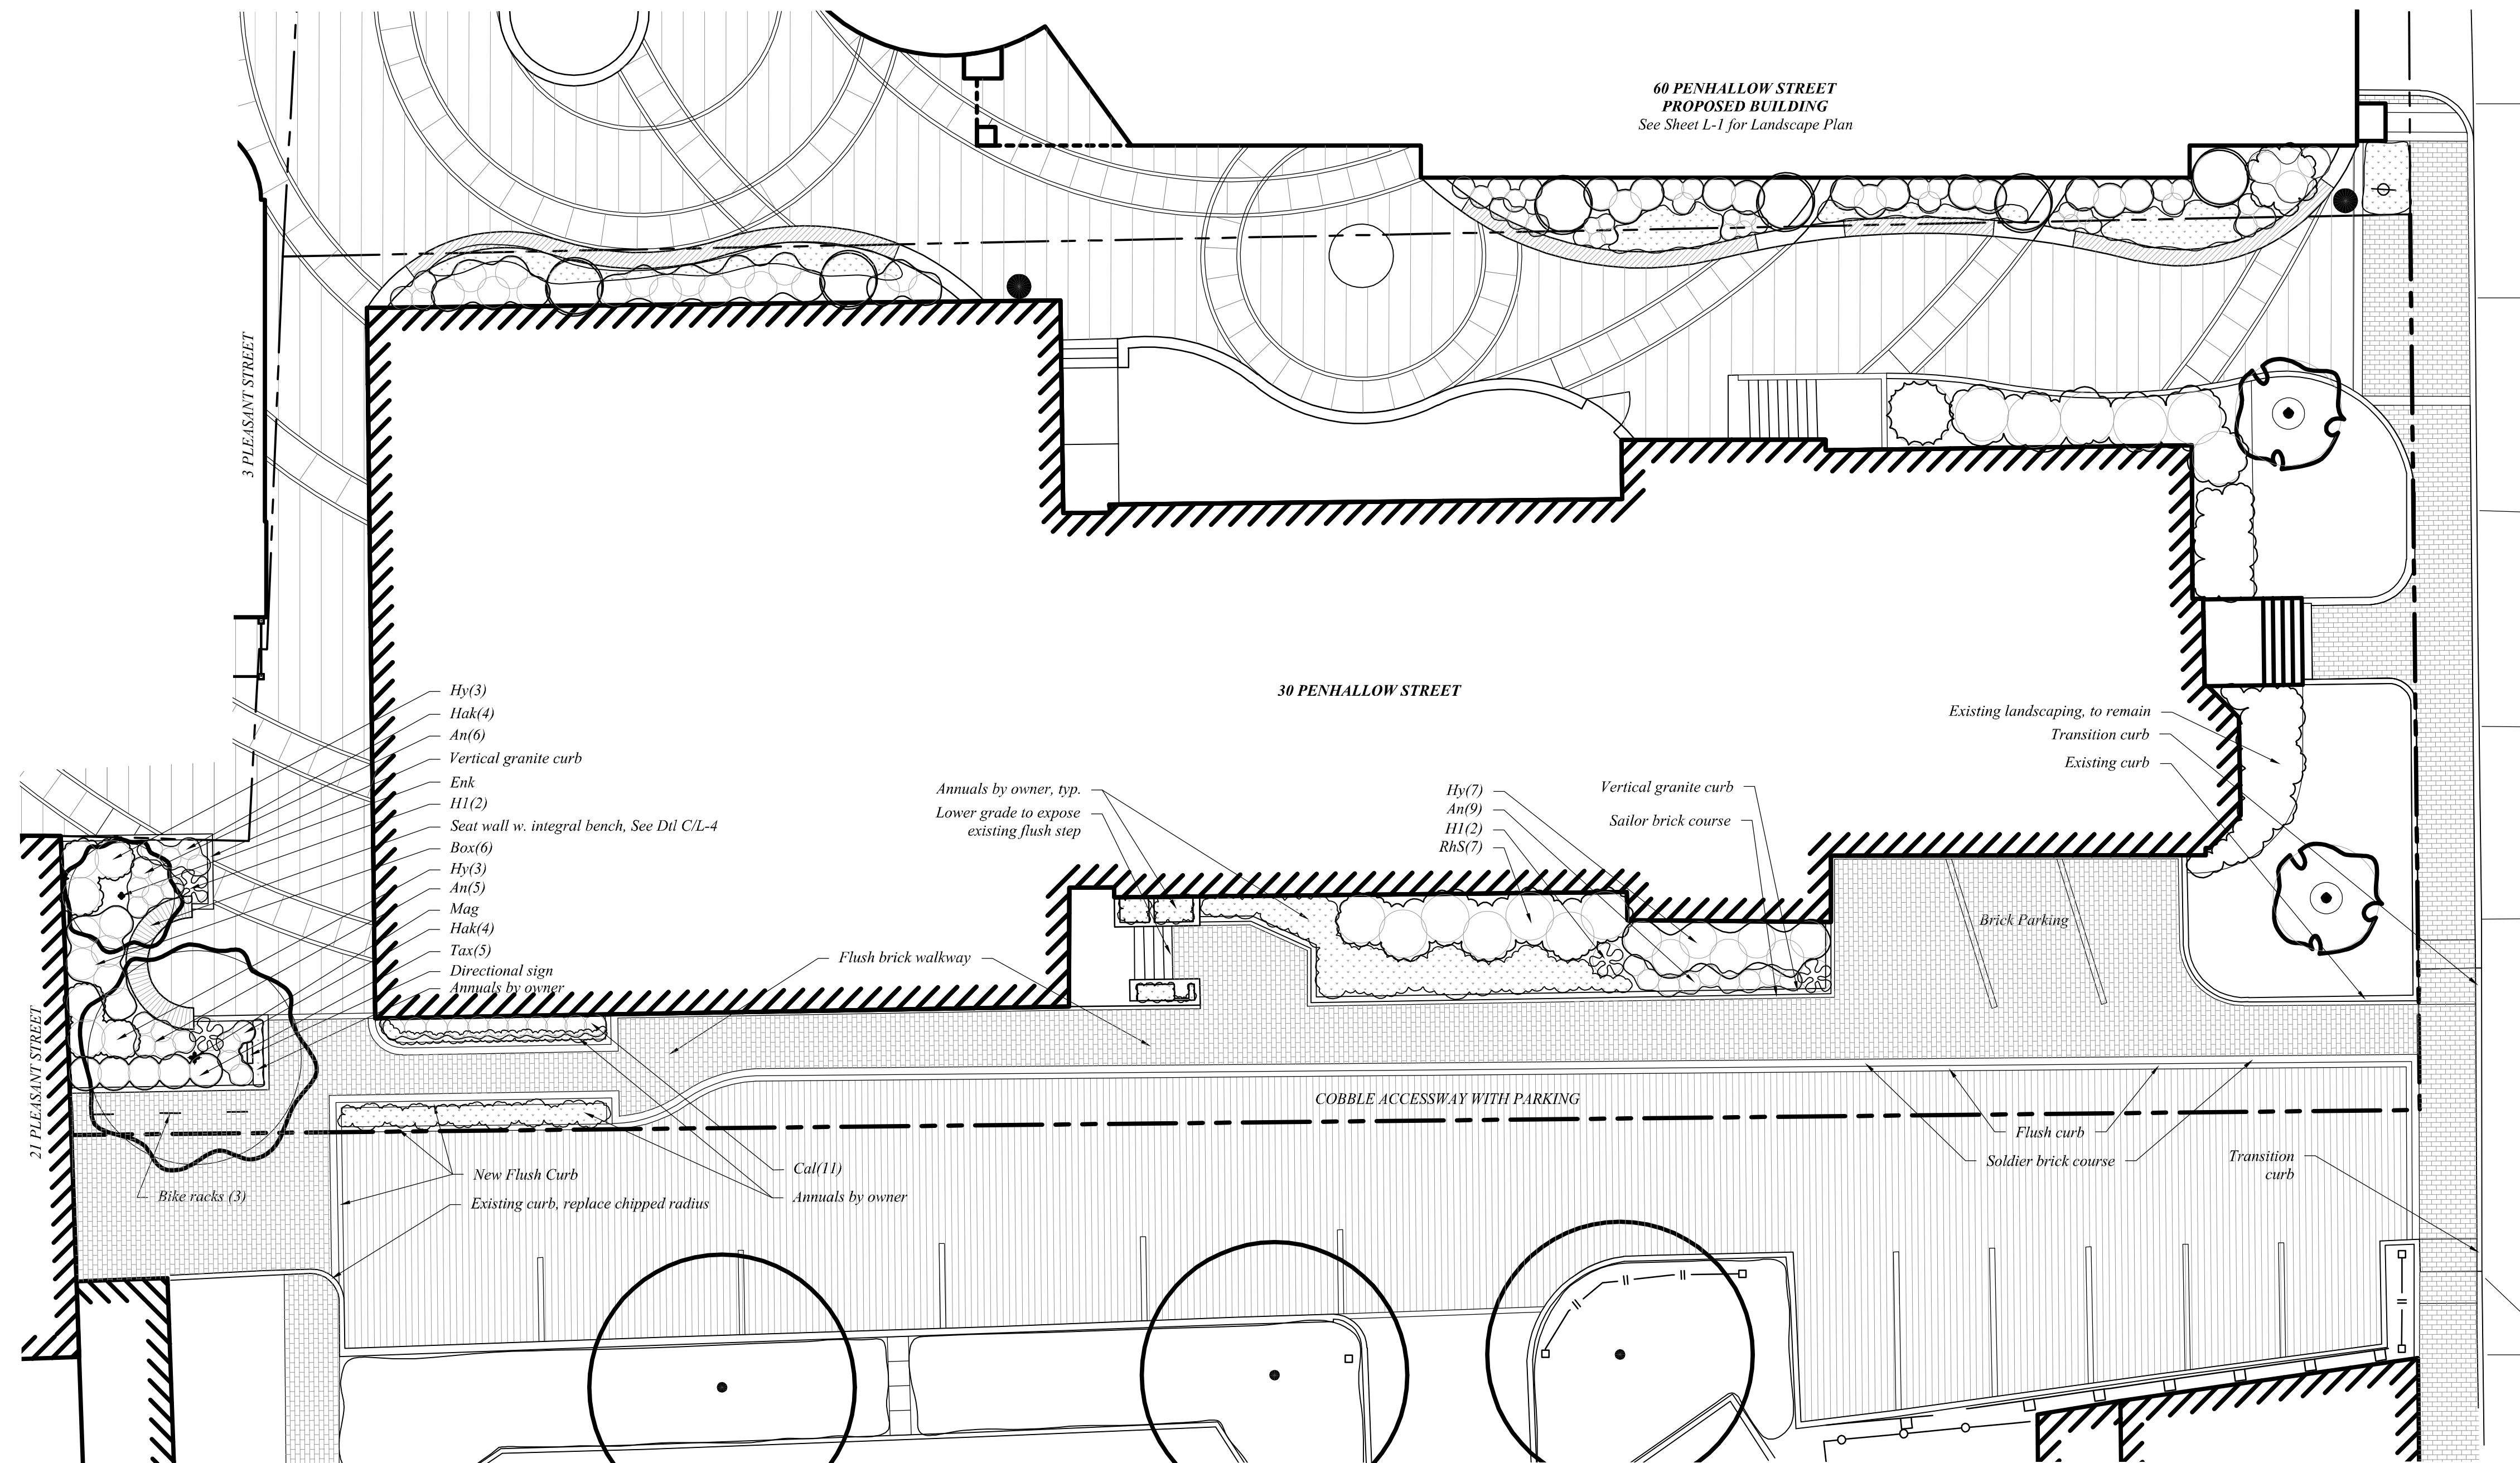 60 PENHALLOW STREET
PROPOSED BUILDING
See Sheet L-1 for Landscape Plan
3 PLEASANT STREET
30 PENHALLOW STREET
Hy(3)
Hak(4)
An(6)
Vertical granite curb
Enk
H1(2)
Seat wall w. integral bench, See Dtl C/L-4
Box(6)
Hy(3)
An(5)
Mag
Hak(4)
Tax(5)
Directional sign
Annuals by owner
Annuals by owner, typ.
Lower grade to expose
existing flush step
Flush brick walkway
Hy(7)
An(9)
H1(2)
RhS(7)
Vertical granite curb
Sailor brick course
Existing landscaping, to remain
Transition curb
Existing curb
Brick Parking
21 PLEASANT STREET
COBBLE ACCESSWAY WITH PARKING
Bike racks (3)
New Flush Curb
Existing curb, replace chipped radius
Cal(11)
Annuals by owner
Flush curb
Soldier brick course
Transition
curb